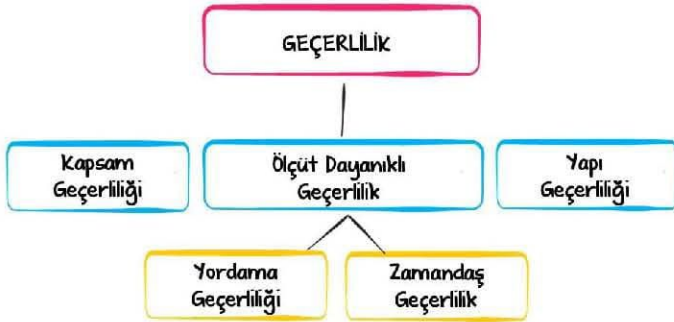 GEÇERLİLİK
Kapsam
Geçerliliği
Ölçüt Dayanıklı
Geçerlilik
Yapı
Geçerliliği
Yordama
Geçerliliği
Zamandaş
Geçerlilik